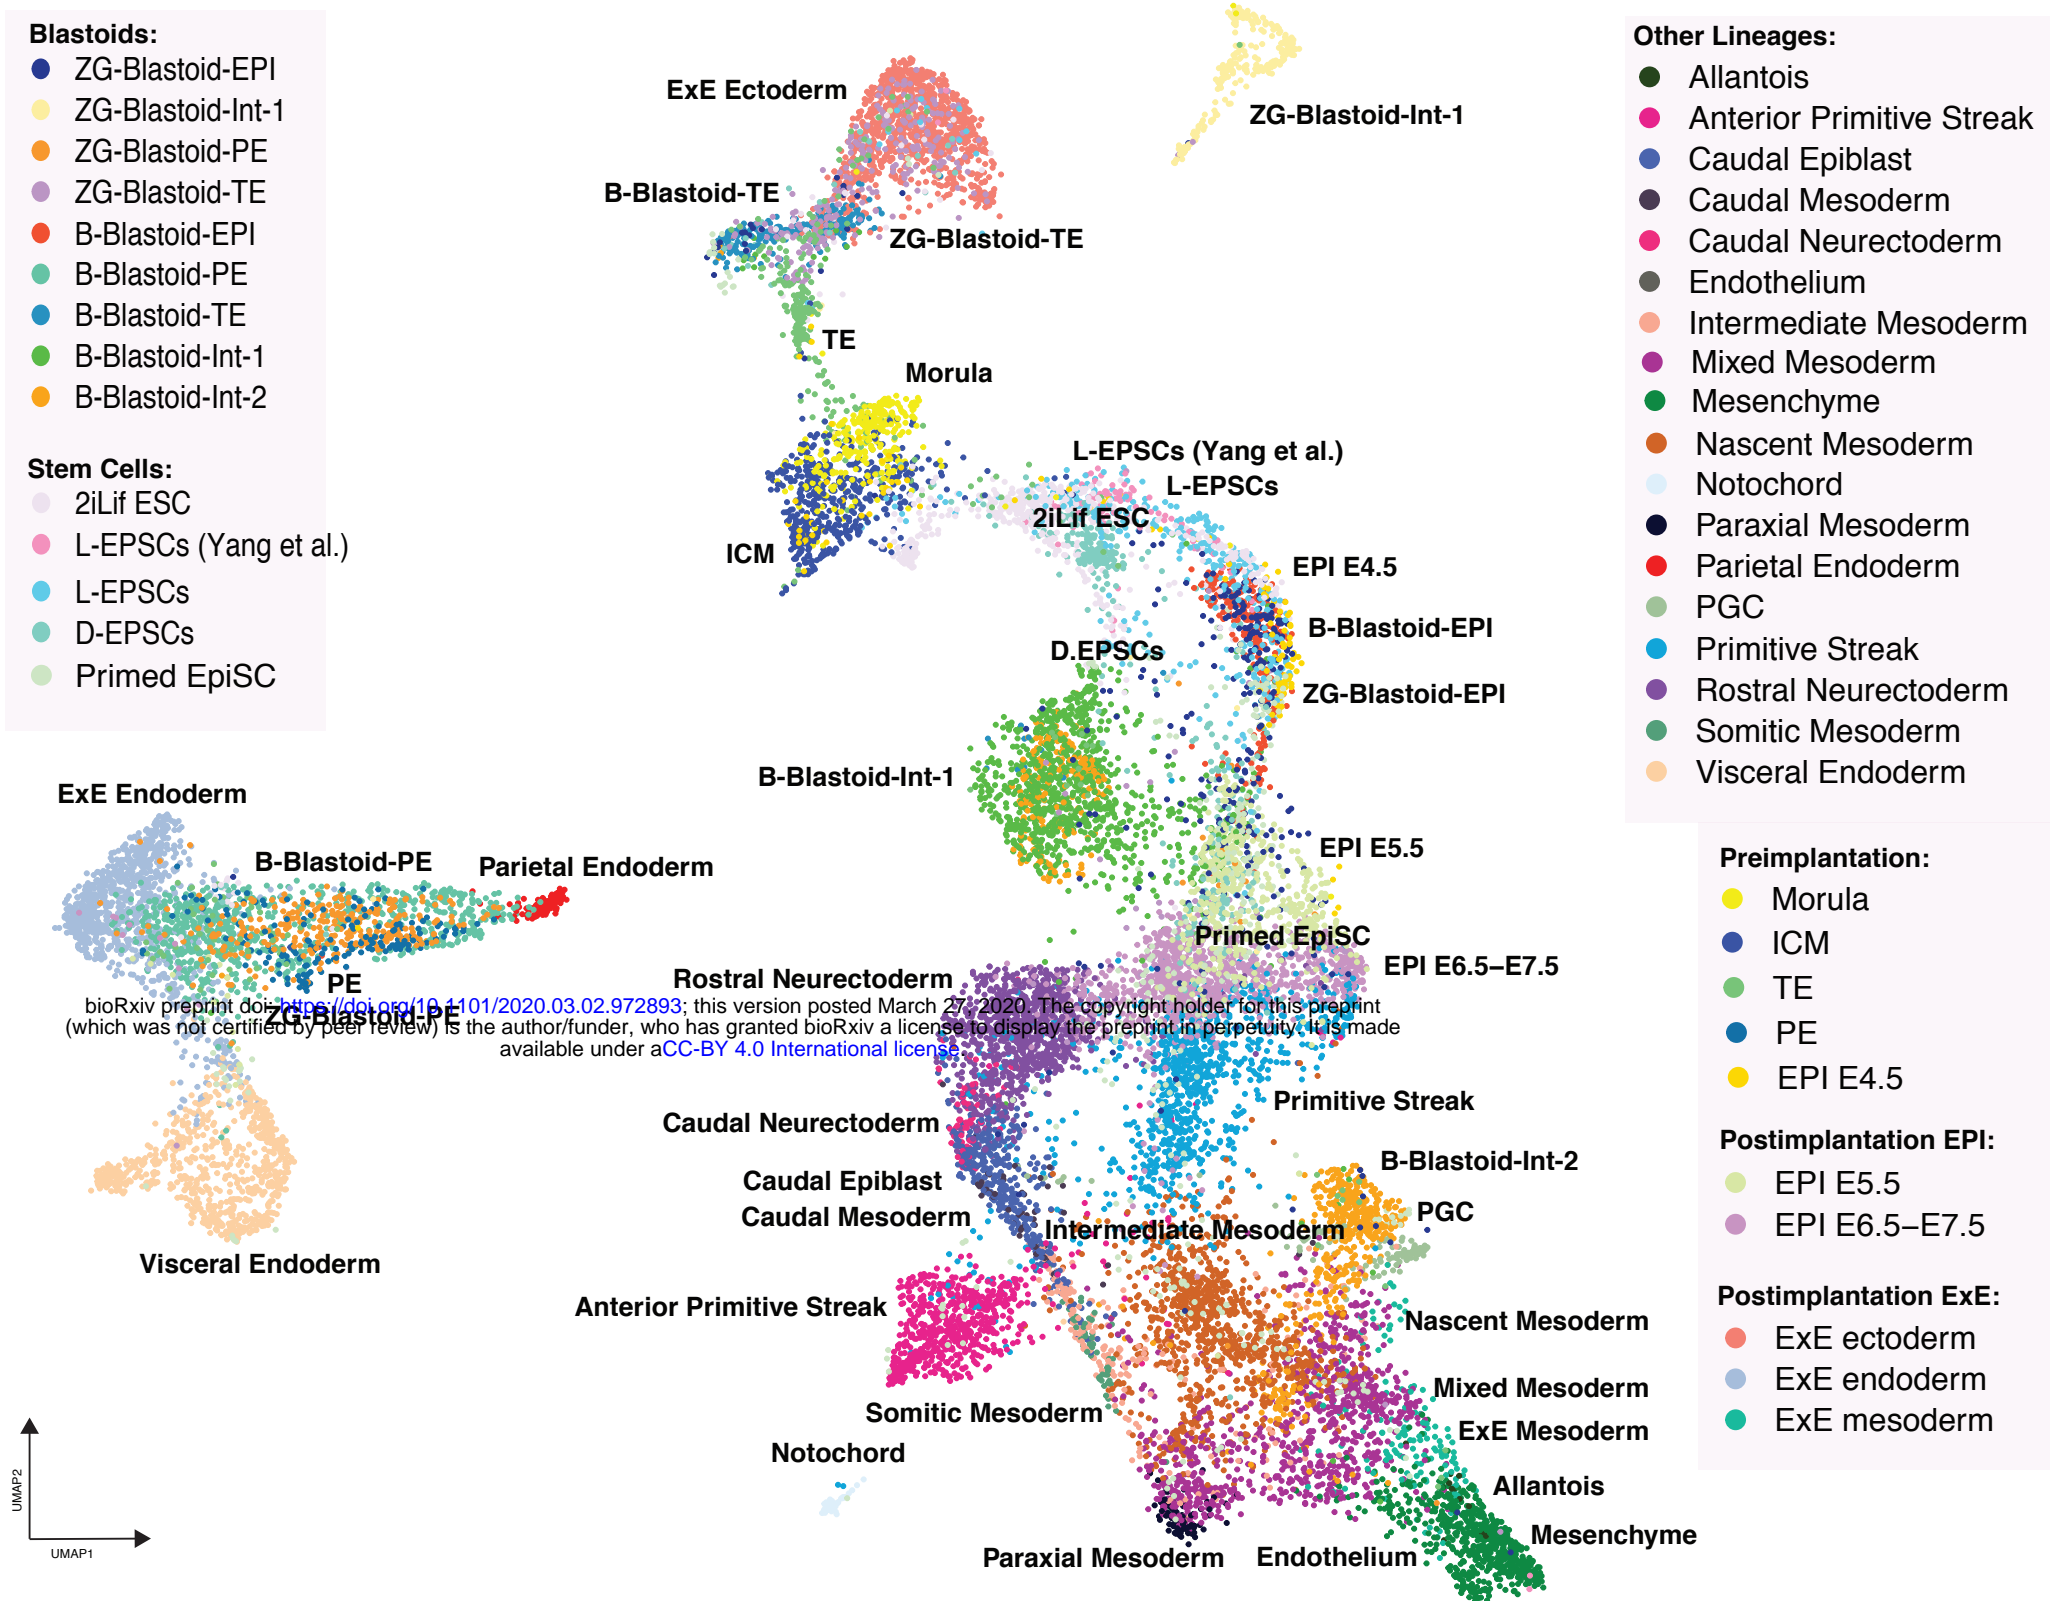 Blastoids:
ZG-Blastoid-EPI
ZG-Blastoid-Int-1
ZG-Blastoid-PE
ZG-Blastoid-TE
B-Blastoid-EPI
B-Blastoid-PE
B-Blastoid-TE
B-Blastoid-Int-1
B-Blastoid-Int-2
Stem Cells:
2iLif ESC
L-EPSCs (Yang et al.)
L-EPSCs
D-EPSCs
Primed EpiSC
ExE Ectoderm
ZG-Blastoid-Int-1
B-Blastoid-TE
ZG-Blastoid-TE
TE
Morula
L-EPSCs (Yang et al.)
L-EPSCs
2iLif ESC
ICM
EPI E4.5
B-Blastoid-EPI
D.EPSCs
ZG-Blastoid-EPI
B-Blastoid-Int-1
EPI E5.5
ExE Endoderm
B-Blastoid-PE
Parietal Endoderm
Primed EpiSC
EPI E6.5–E7.5
Rostral Neurectoderm
PE
ZG-Blastoid-PE
bioRxiv preprint doi: https://doi.org/10.1101/2020.03.02.972893; this version posted March 27, 2020. The copyright holder for this preprint
(which was not certified by peer review) is the author/funder, who has granted bioRxiv a license to display the preprint in perpetuity. It is made
available under aCC-BY 4.0 International license.
Primitive Streak
Caudal Neurectoderm
B-Blastoid-Int-2
Caudal Epiblast
PGC
Caudal Mesoderm
Intermediate Mesoderm
Visceral Endoderm
Anterior Primitive Streak
Nascent Mesoderm
Mixed Mesoderm
Somitic Mesoderm
ExE Mesoderm
Notochord
Allantois
Mesenchyme
Paraxial Mesoderm
Endothelium
UMAP2
UMAP1
Other Lineages:
Allantois
Anterior Primitive Streak
Caudal Epiblast
Caudal Mesoderm
Caudal Neurectoderm
Endothelium
Intermediate Mesoderm
Mixed Mesoderm
Mesenchyme
Nascent Mesoderm
Notochord
Paraxial Mesoderm
Parietal Endoderm
PGC
Primitive Streak
Rostral Neurectoderm
Somitic Mesoderm
Visceral Endoderm
Preimplantation:
Morula
ICM
TE
PE
EPI E4.5
Postimplantation EPI:
EPI E5.5
EPI E6.5–E7.5
Postimplantation ExE:
ExE ectoderm
ExE endoderm
ExE mesoderm